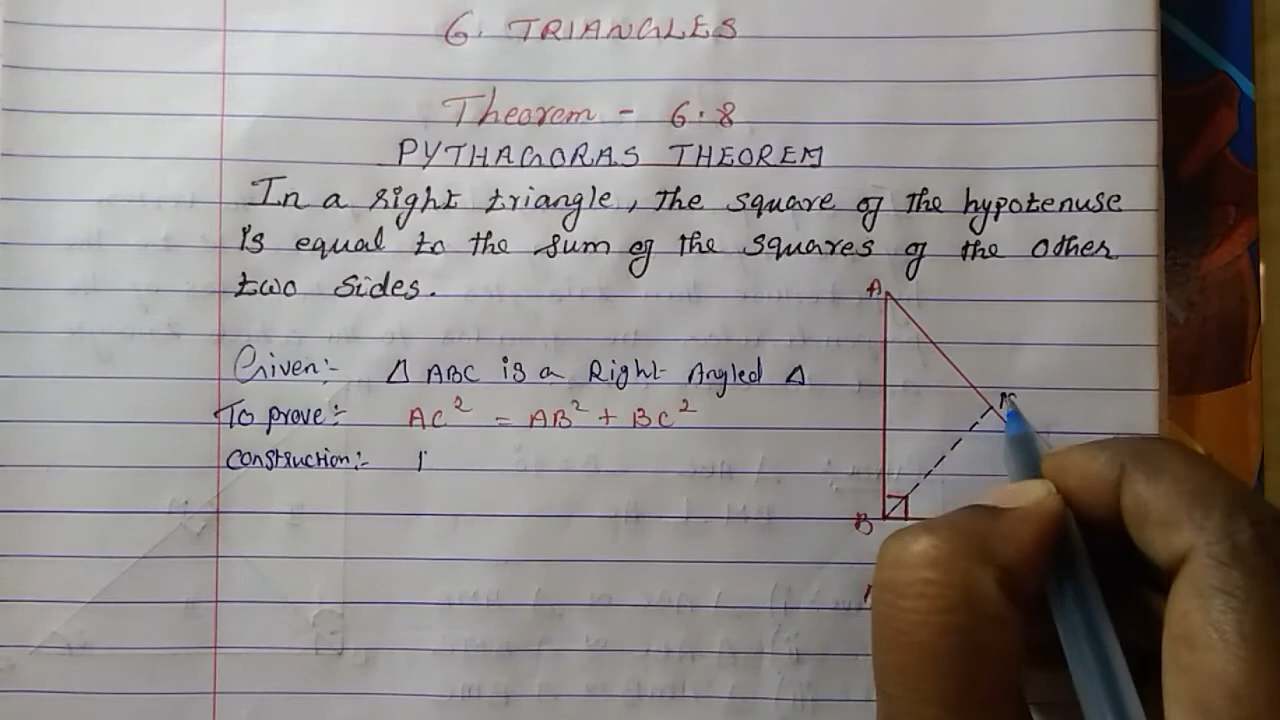 6. TRIANGLES
Theorem - 6.8
PYTHAGORAS THEOREM
In a right triangle, the square of the hypotenuse
is equal to the sum of the squares of the other
two sides.
A
Given:- Δ ABC is a Right Angled Δ
To prove:- AC² = AB² + BC²
construction:-
B